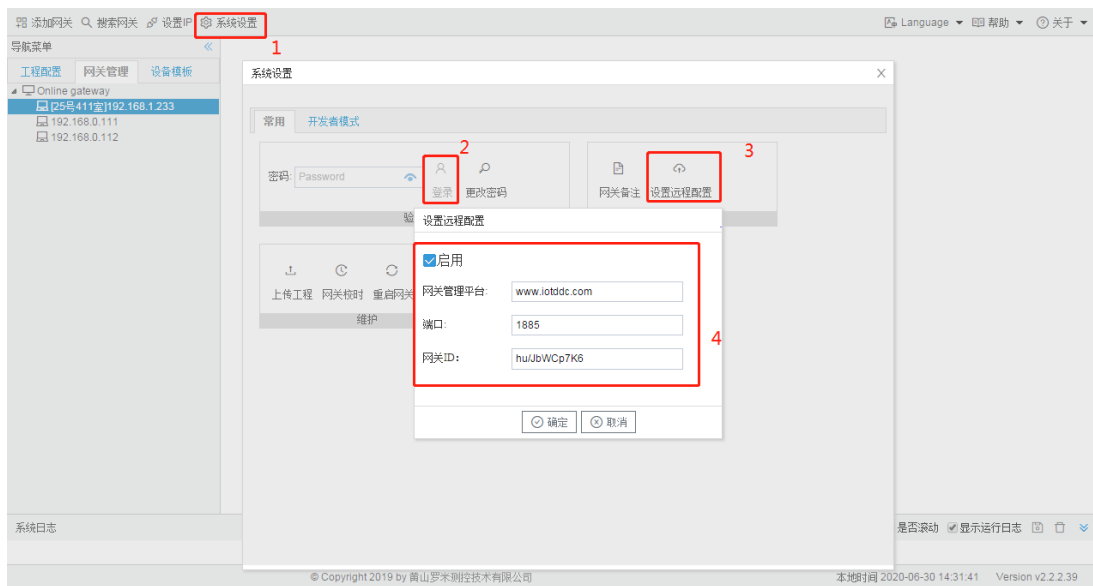 添加网关 搜索网关 设置IP 系统设置 Language 帮助 关于
1
导航菜单
工程配置 网关管理 设备模板
Online gateway
[25号411室]192.168.1.233
192.168.0.111
192.168.0.112
系统设置
常用 开发者模式
2
3
密码: Password 登录 更改密码
网关备注 设置远程配置
验
设置远程配置
启用
网关管理平台: www.iotddc.com
端口: 1885
网关ID: hu/JbWCp7K6
4
确定 取消
上传工程 网关校时 重启网关
维护
系统日志
是否滚动 显示运行日志
© Copyright 2019 by 黄山罗米测控技术有限公司
本地时间 2020-06-30 14:31:41 Version v2.2.2.39